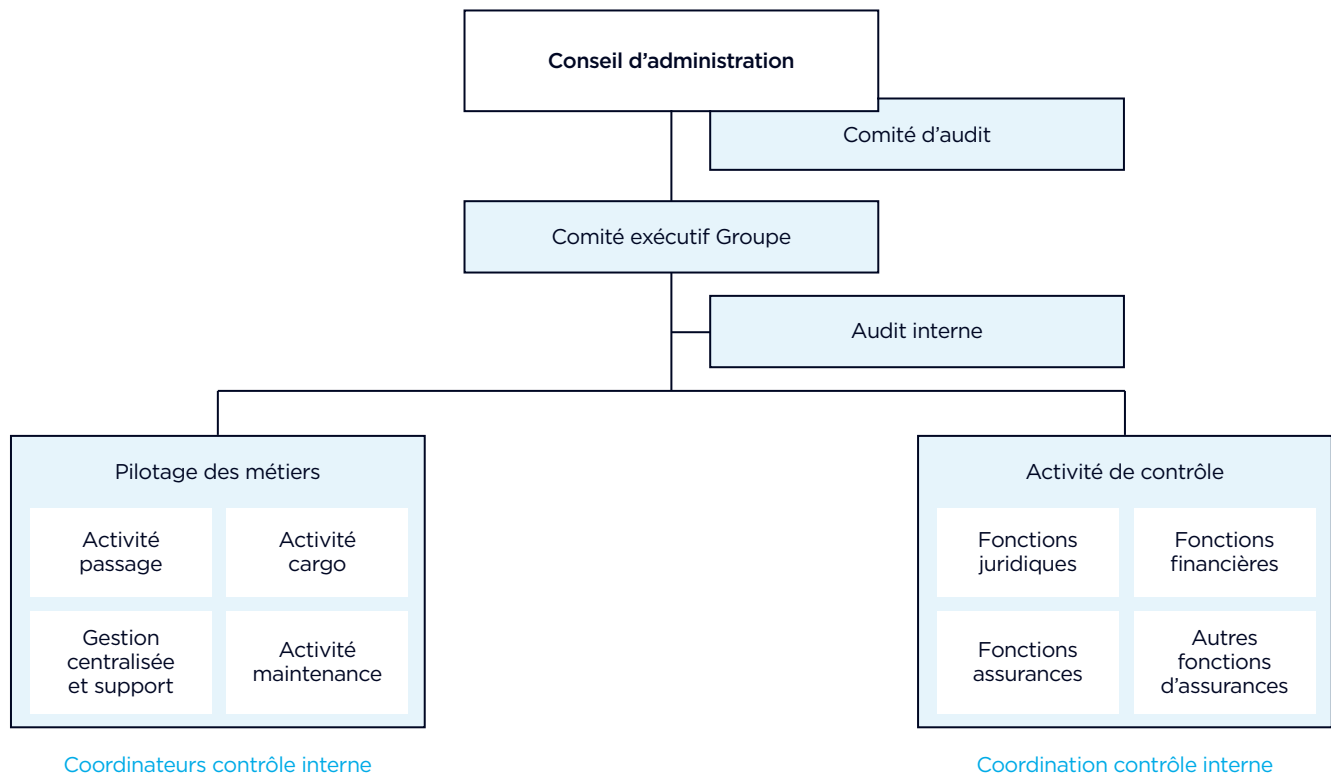 Conseil d’administration
Comité d’audit
Comité exécutif Groupe
Audit interne
Pilotage des métiers
Activité
passage
Activité
cargo
Gestion
centralisée
et support
Activité
maintenance
Coordinateurs contrôle interne
Activité de contrôle
Fonctions
juridiques
Fonctions
financières
Fonctions
assurances
Autres
fonctions
d’assurances
Coordination contrôle interne